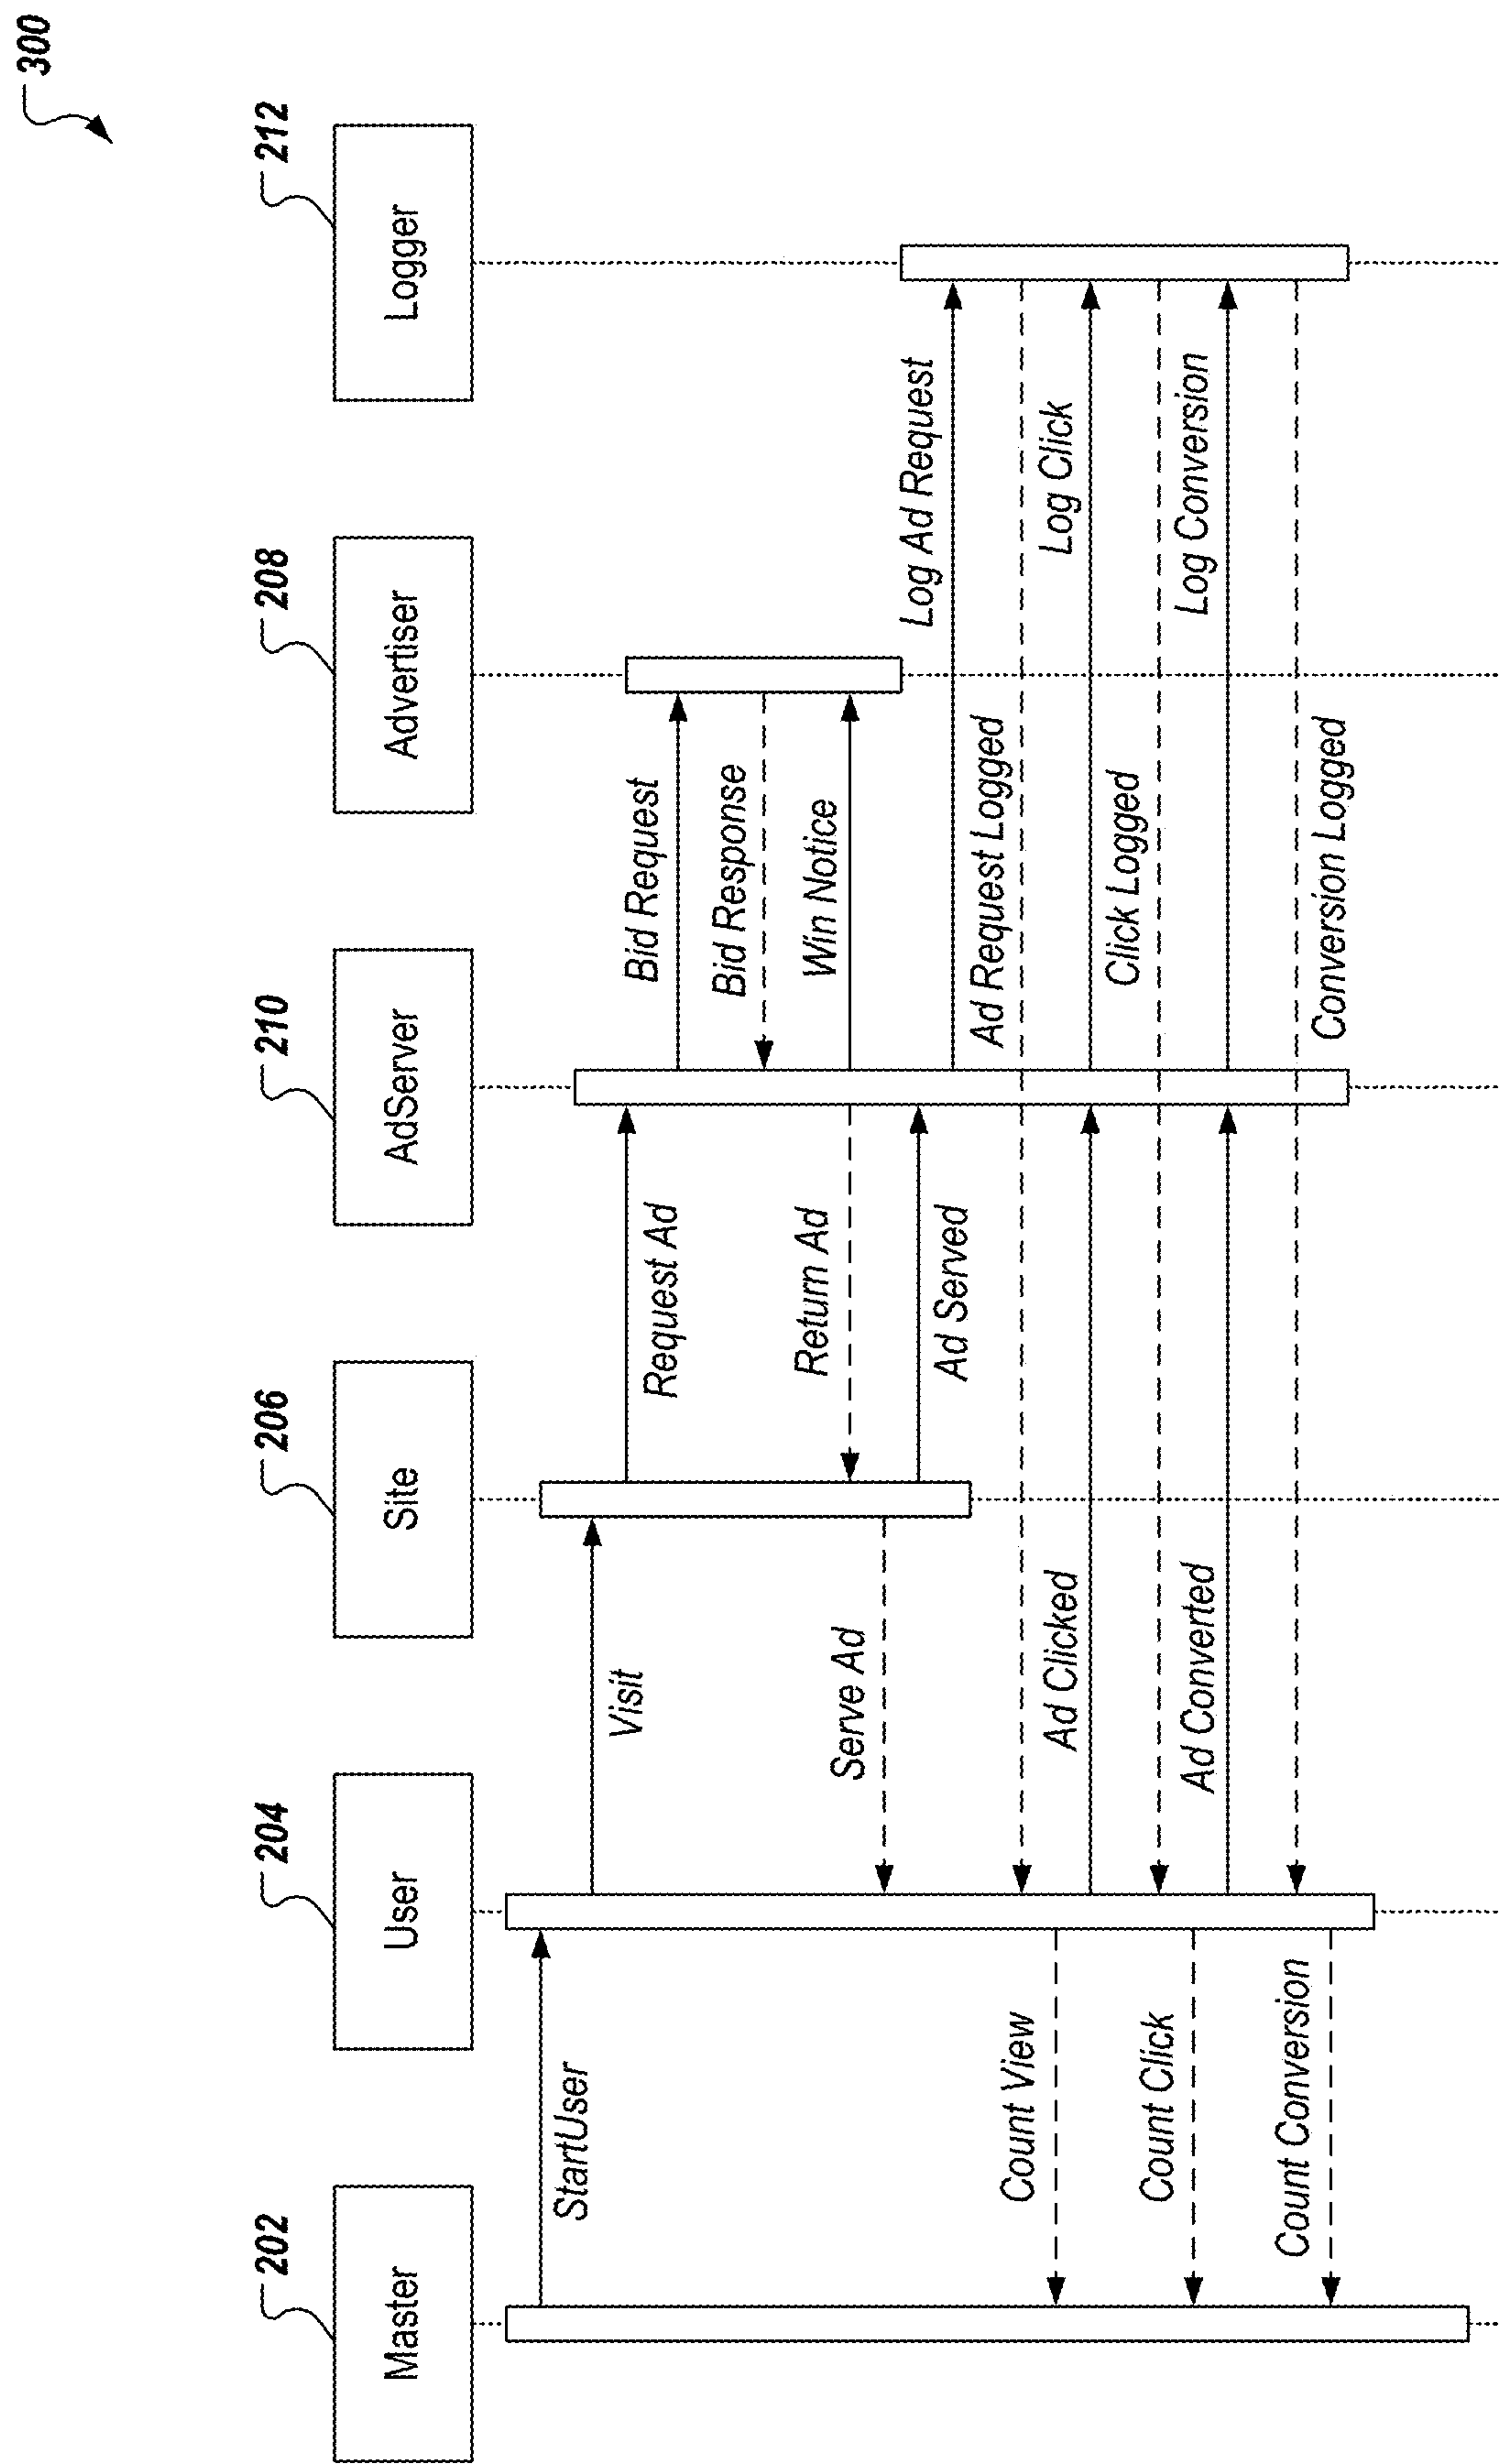 300
202
204
206
210
208
212
Master
User
Site
AdServer
Advertiser
Logger
StartUser
Visit
Request Ad
Bid Request
Bid Response
Return Ad
Win Notice
Serve Ad
Ad Served
Log Ad Request
Ad Request Logged
Count View
Ad Clicked
Log Click
Click Logged
Count Click
Ad Converted
Log Conversion
Conversion Logged
Count Conversion